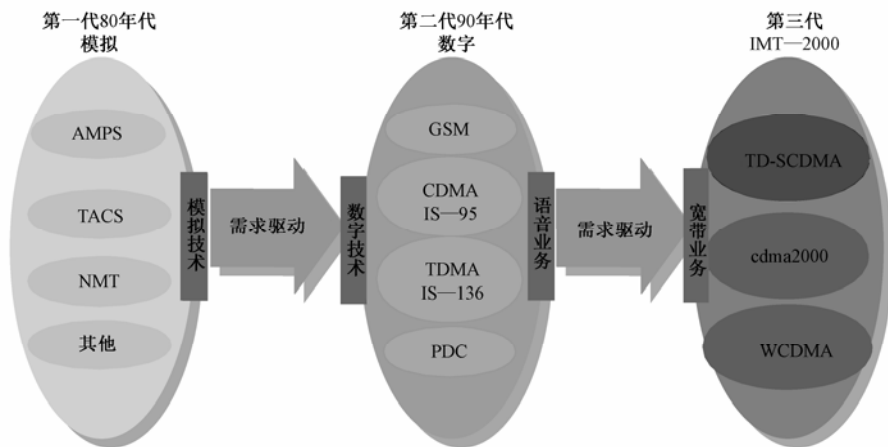 第一代80年代
模拟
AMPS
TACS
NMT
其他
模拟技术
需求驱动
数字技术
第二代90年代
数字
GSM
CDMA
IS—95
TDMA
IS—136
PDC
语音业务
需求驱动
宽带业务
第三代
IMT—2000
TD-SCDMA
cdma2000
WCDMA